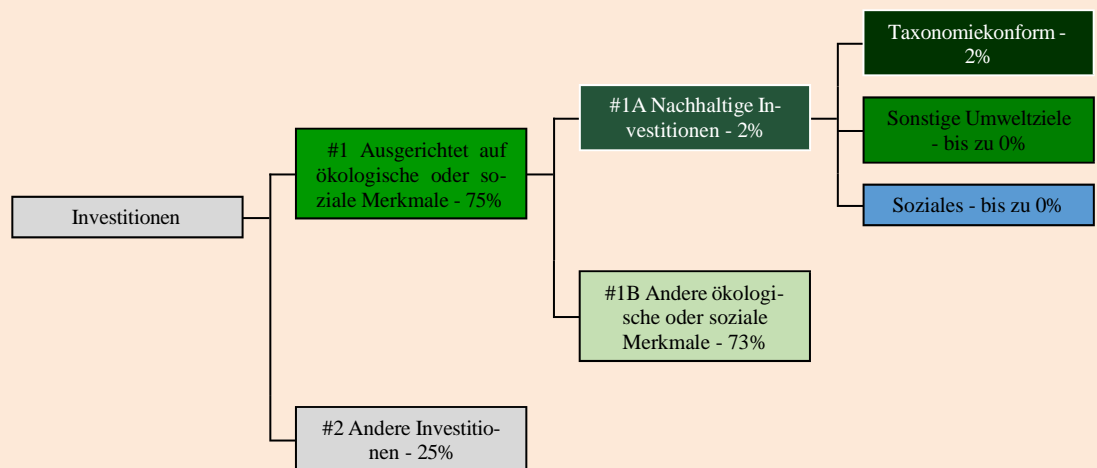 Investitionen
#1 Ausgerichtet auf
ökologische oder so-
ziale Merkmale - 75%
#2 Andere Investitio-
nen - 25%
#1A Nachhaltige In-
vestitionen - 2%
#1B Andere ökologi-
sche oder soziale
Merkmale - 73%
Taxonomiekonform -
2%
Sonstige Umweltziele
- bis zu 0%
Soziales - bis zu 0%